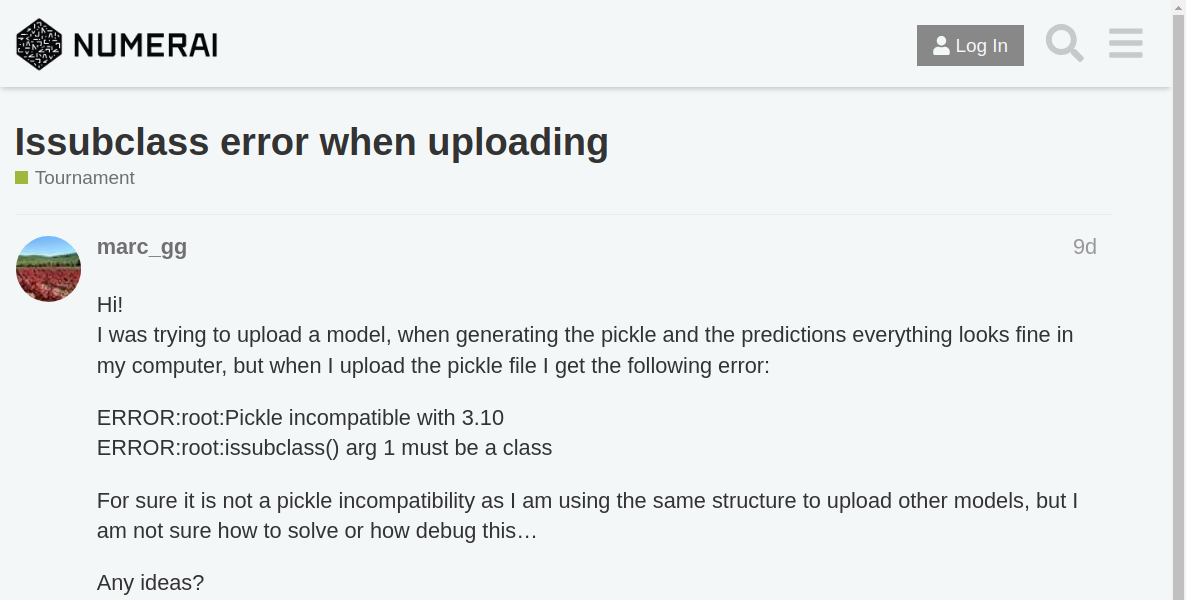 NUMERAI
Log In
Issubclass error when uploading
Tournament
marc_gg
9d
Hi!
I was trying to upload a model, when generating the pickle and the predictions everything looks fine in
my computer, but when I upload the pickle file I get the following error:
ERROR:root:Pickle incompatible with 3.10
ERROR:root:issubclass() arg 1 must be a class
For sure it is not a pickle incompatibility as I am using the same structure to upload other models, but I
am not sure how to solve or how debug this…
Any ideas?